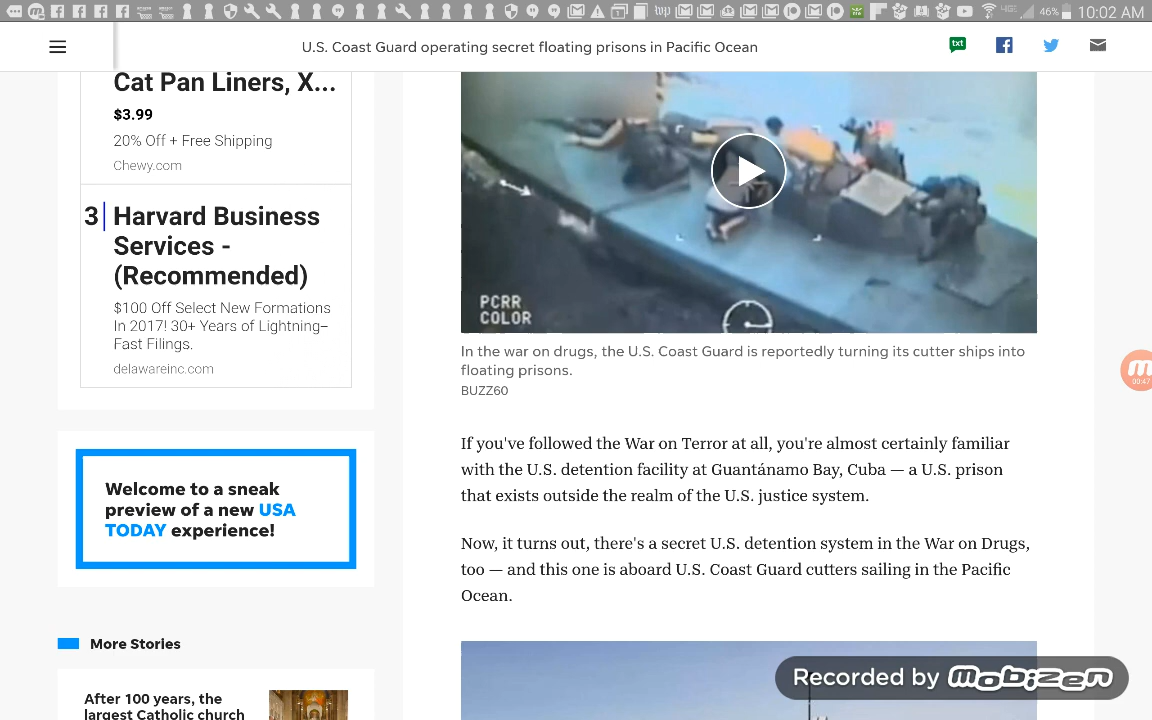 46% 10:02 AM
U.S. Coast Guard operating secret floating prisons in Pacific Ocean
txt
Cat Pan Liners, X...
$3.99
20% Off + Free Shipping
Chewy.com
3 Harvard Business
Services -
(Recommended)
$100 Off Select New Formations
In 2017! 30+ Years of Lightning–
Fast Filings.
delawareinc.com
Welcome to a sneak
preview of a new USA
TODAY experience!
More Stories
After 100 years, the
largest Catholic church
PCRR
COLOR
In the war on drugs, the U.S. Coast Guard is reportedly turning its cutter ships into
floating prisons.
BUZZ60
If you've followed the War on Terror at all, you're almost certainly familiar
with the U.S. detention facility at Guantánamo Bay, Cuba — a U.S. prison
that exists outside the realm of the U.S. justice system.
Now, it turns out, there's a secret U.S. detention system in the War on Drugs,
too — and this one is aboard U.S. Coast Guard cutters sailing in the Pacific
Ocean.
00:47
Recorded by mobizen